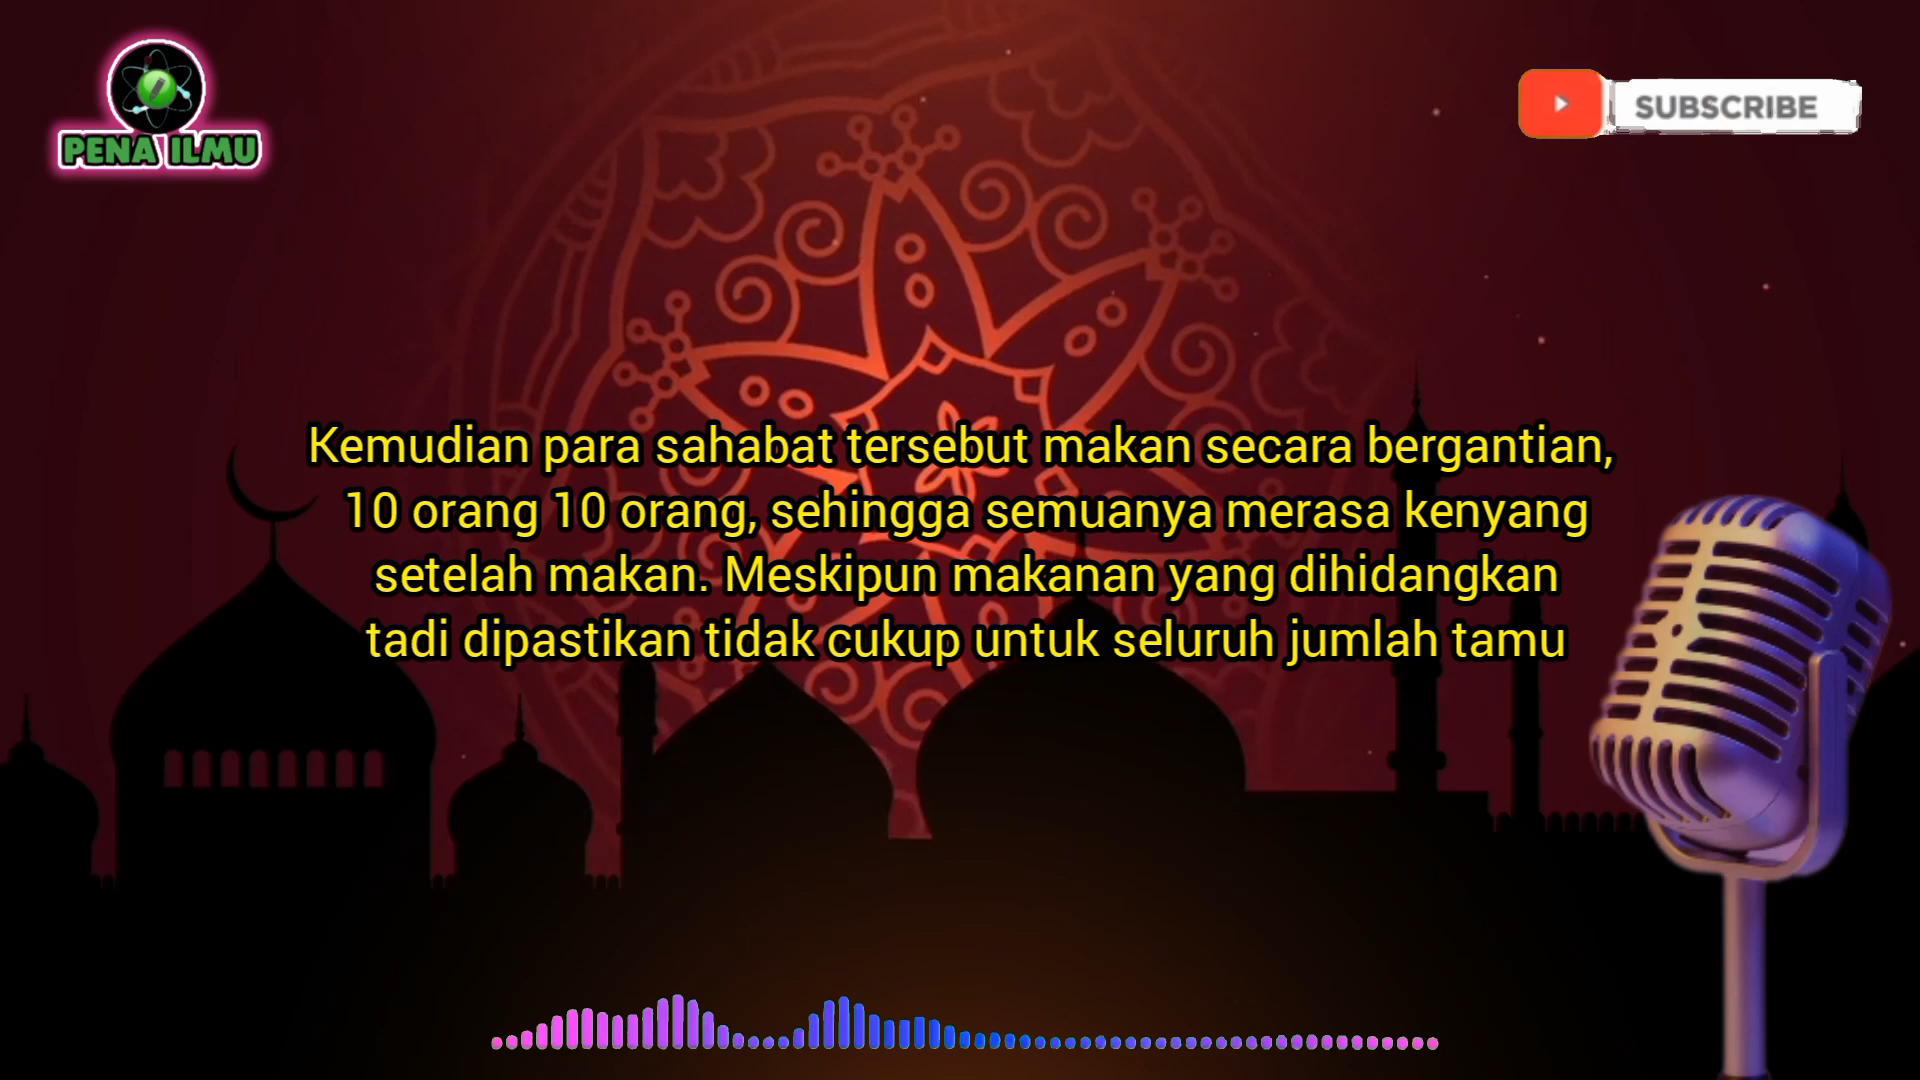 PENA ILMU
SUBSCRIBE
Kemudian para sahabat tersebut makan secara bergantian,
10 orang 10 orang, sehingga semuanya merasa kenyang
setelah makan. Meskipun makanan yang dihidangkan
tadi dipastikan tidak cukup untuk seluruh jumlah tamu